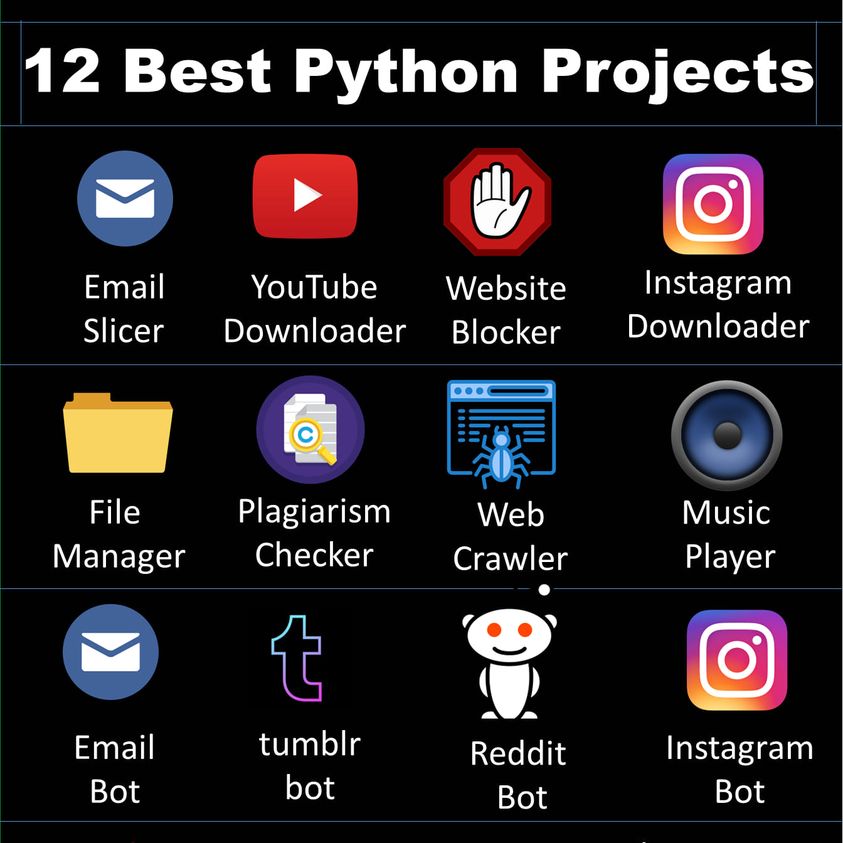 12 Best Python Projects
Email
Slicer
YouTube
Downloader
Website
Blocker
Instagram
Downloader
File
Manager
Plagiarism
Checker
Web
Crawler
Music
Player
Email
Bot
tumblr
bot
Reddit
Bot
Instagram
Bot